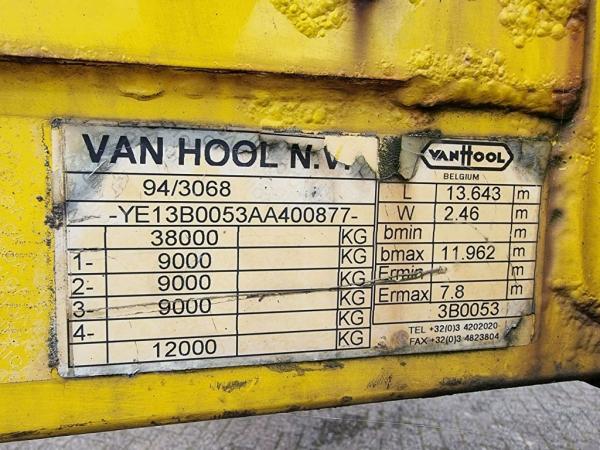 VAN HOOL N.V.
94/3068
-YE13B0053AA400877-
38000 KG
1- 9000 KG
2- 9000 KG
3- 9000 KG
4- KG
12000 KG
VANHOOL
BELGIUM
L 13.643 m
W 2.46 m
bmin m
bmax 11.962 m
Ermin m
Ermax 7.8 m
3B0053
TEL +32(0)3 4202020
FAX +32(0)3 4823804